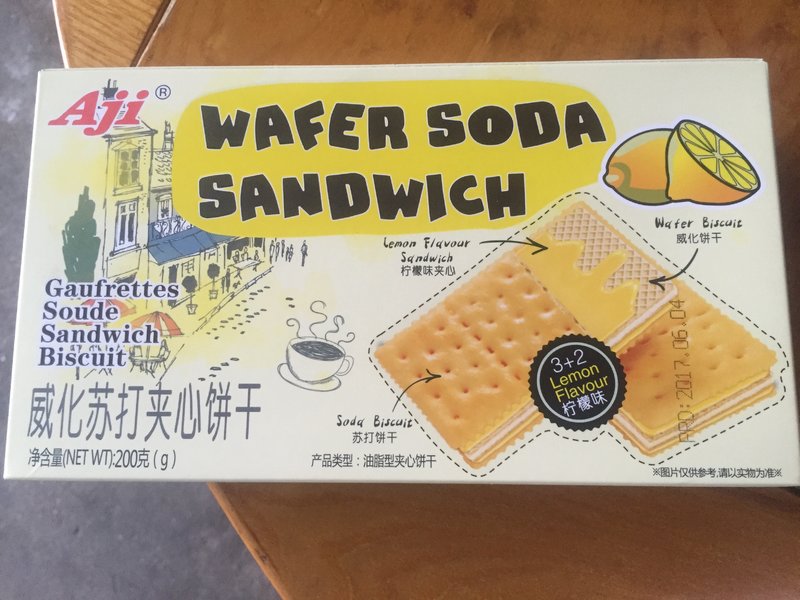 Aji®
WAFER SODA
SANDWICH
Wafer Biscuit
威化饼干
Lemon Flavour
Sandwich
柠檬味夹心
Gaufrettes
Soude
Sandwich
Biscuit
3+2
Lemon
Flavour
柠檬味
2017.06.04
威化苏打夹心饼干
Soda Biscuit
苏打饼干
净含量(NET WT):200克(g)
产品类型：油脂型夹心饼干
※图片仅供参考,请以实物为准※